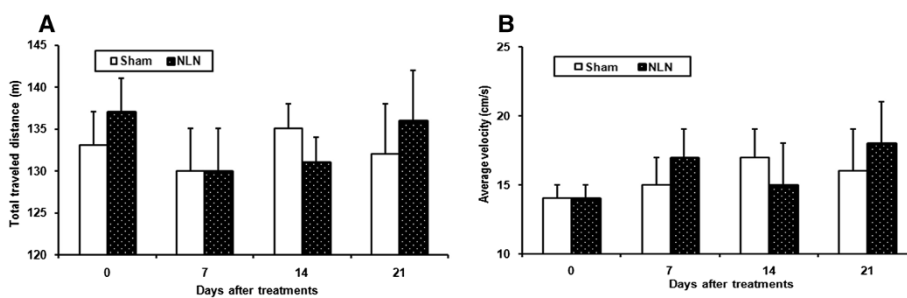 A
Total traveled distance (m)
145
140
135
130
125
120
Sham NLN
0 7 14 21
Days after treatments
B
Average velocity (cm/s)
25
20
15
10
Sham NLN
0 7 14 21
Days after treatments